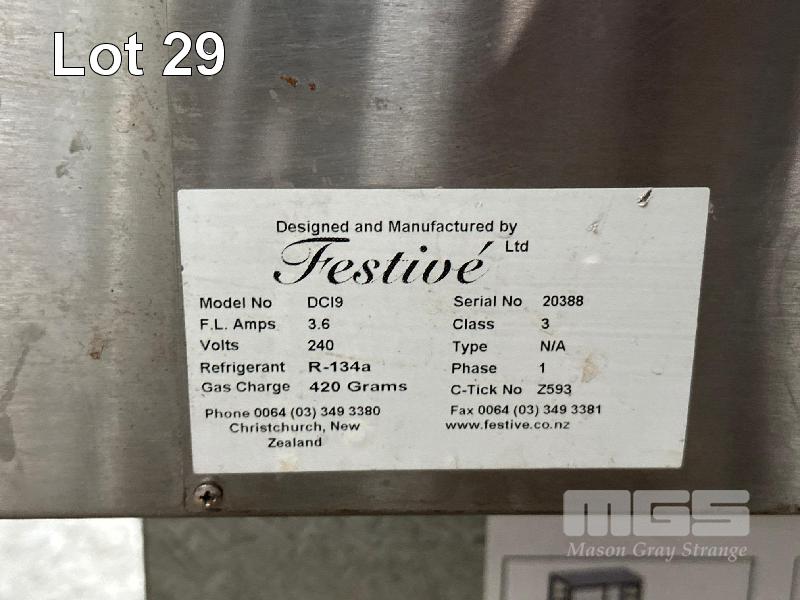 Lot 29
Designed and Manufactured by
Festivé Ltd
Model No DCI9 Serial No 20388
F.L. Amps 3.6 Class 3
Volts 240 Type N/A
Refrigerant R-134a Phase 1
Gas Charge 420 Grams C-Tick No Z593
Phone 0064 (03) 349 3380 Fax 0064 (03) 349 3381
Christchurch, New www.festive.co.nz
Zealand
MGS
Mason Gray Strange